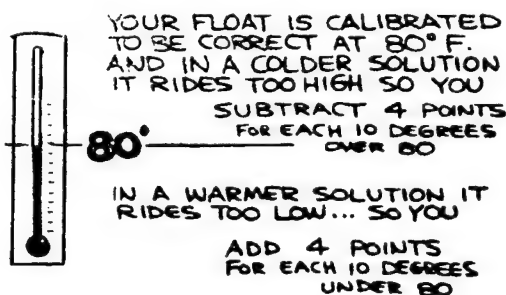 YOUR FLOAT IS CALIBRATED
TO BE CORRECT AT 80° F.
AND IN A COLDER SOLUTION
IT RIDES TOO HIGH SO YOU
SUBTRACT 4 POINTS
FOR EACH 10 DEGREES
OVER 80
80°
IN A WARMER SOLUTION IT
RIDES TOO LOW... SO YOU
ADD 4 POINTS
FOR EACH 10 DEGREES
UNDER 80